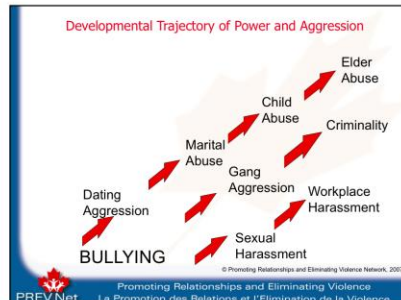 Developmental Trajectory of Power and Aggression
Elder
Abuse
Child
Abuse
Criminality
Marital
Abuse
Gang
Aggression
Dating
Aggression
Workplace
Harassment
BULLYING
Sexual
Harassment
© Promoting Relationships and Eliminating Violence Network, 2007
PREVNet
Promoting Relationships and Eliminating Violence
La Promotion des Relations et l'Elimination de la Violence